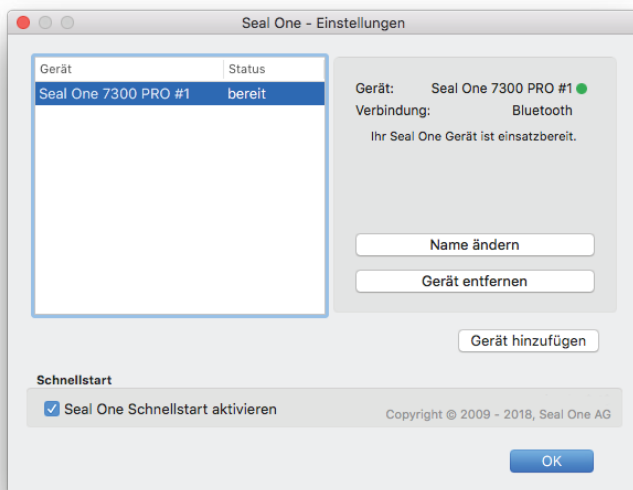 Seal One - Einstellungen
Gerät Status
Seal One 7300 PRO #1 bereit
Gerät: Seal One 7300 PRO #1
Verbindung: Bluetooth
Ihr Seal One Gerät ist einsatzbereit.
Name ändern
Gerät entfernen
Gerät hinzufügen
Schnellstart
Seal One Schnellstart aktivieren
Copyright © 2009 - 2018, Seal One AG
OK